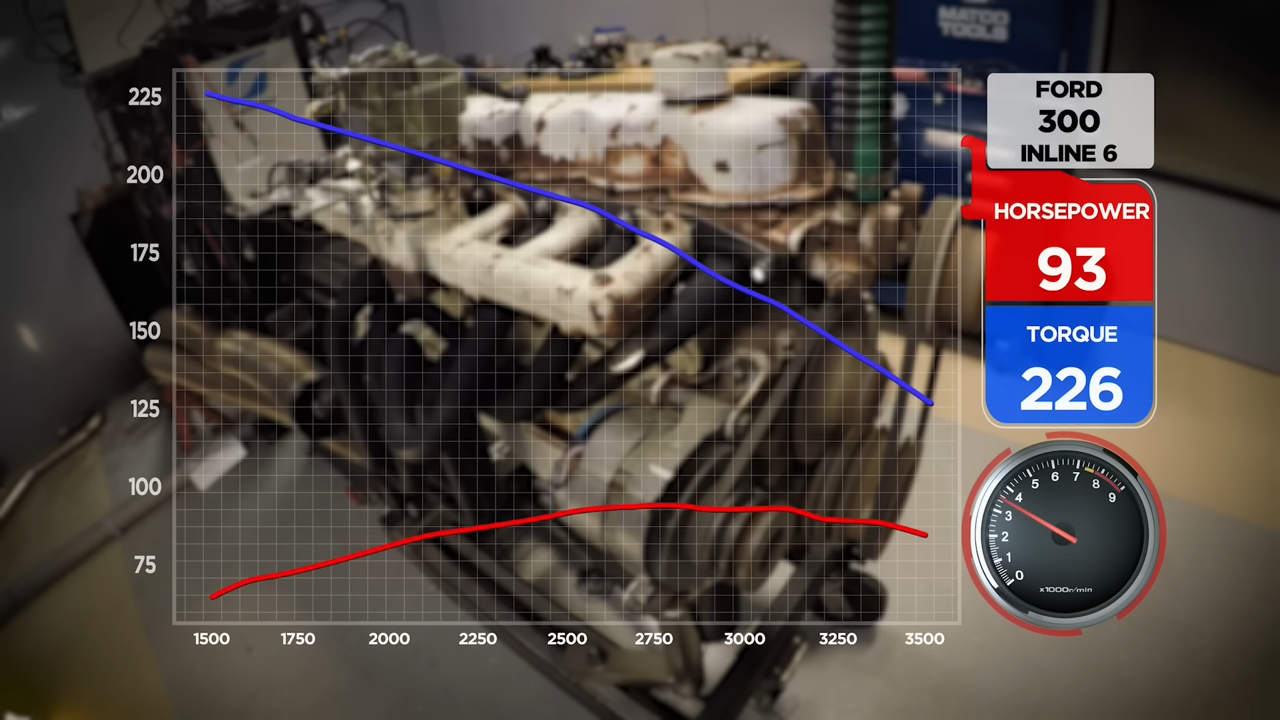 MATCO
TOOLS
225
200
175
150
125
100
75
1500 1750 2000 2250 2500 2750 3000 3250 3500
FORD
300
INLINE 6
HORSEPOWER
93
TORQUE
226
0 1 2 3 4 5 6 7 8 9
x1000r/min